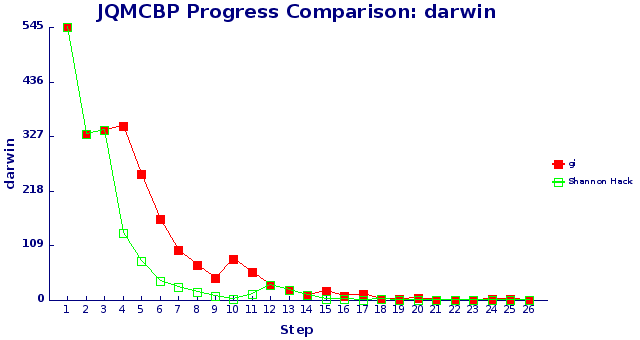 JQMCBP Progress Comparison: darwin
545
436
327
218
109
0
darwin
1 2 3 4 5 6 7 8 9 10 11 12 13 14 15 16 17 18 19 20 21 22 23 24 25 26
Step
gi
Shannon Hack